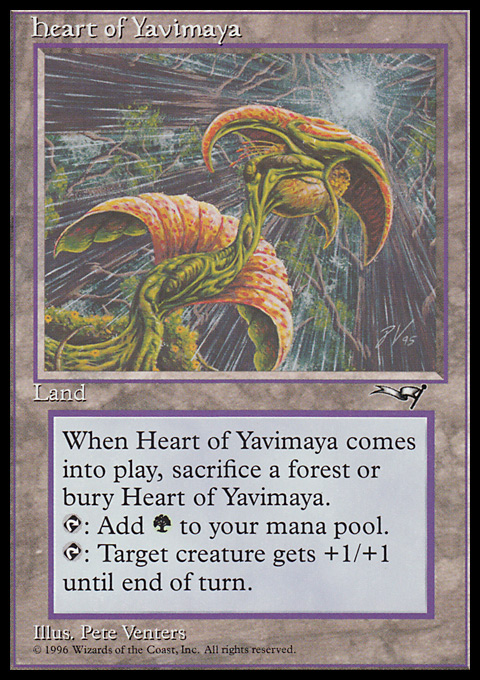 Heart of Yavimaya
PV 95
Land
When Heart of Yavimaya comes
into play, sacrifice a forest or
bury Heart of Yavimaya.
: Add to your mana pool.
: Target creature gets +1/+1
until end of turn.
Illus. Pete Venters
© 1996 Wizards of the Coast, Inc. All rights reserved.